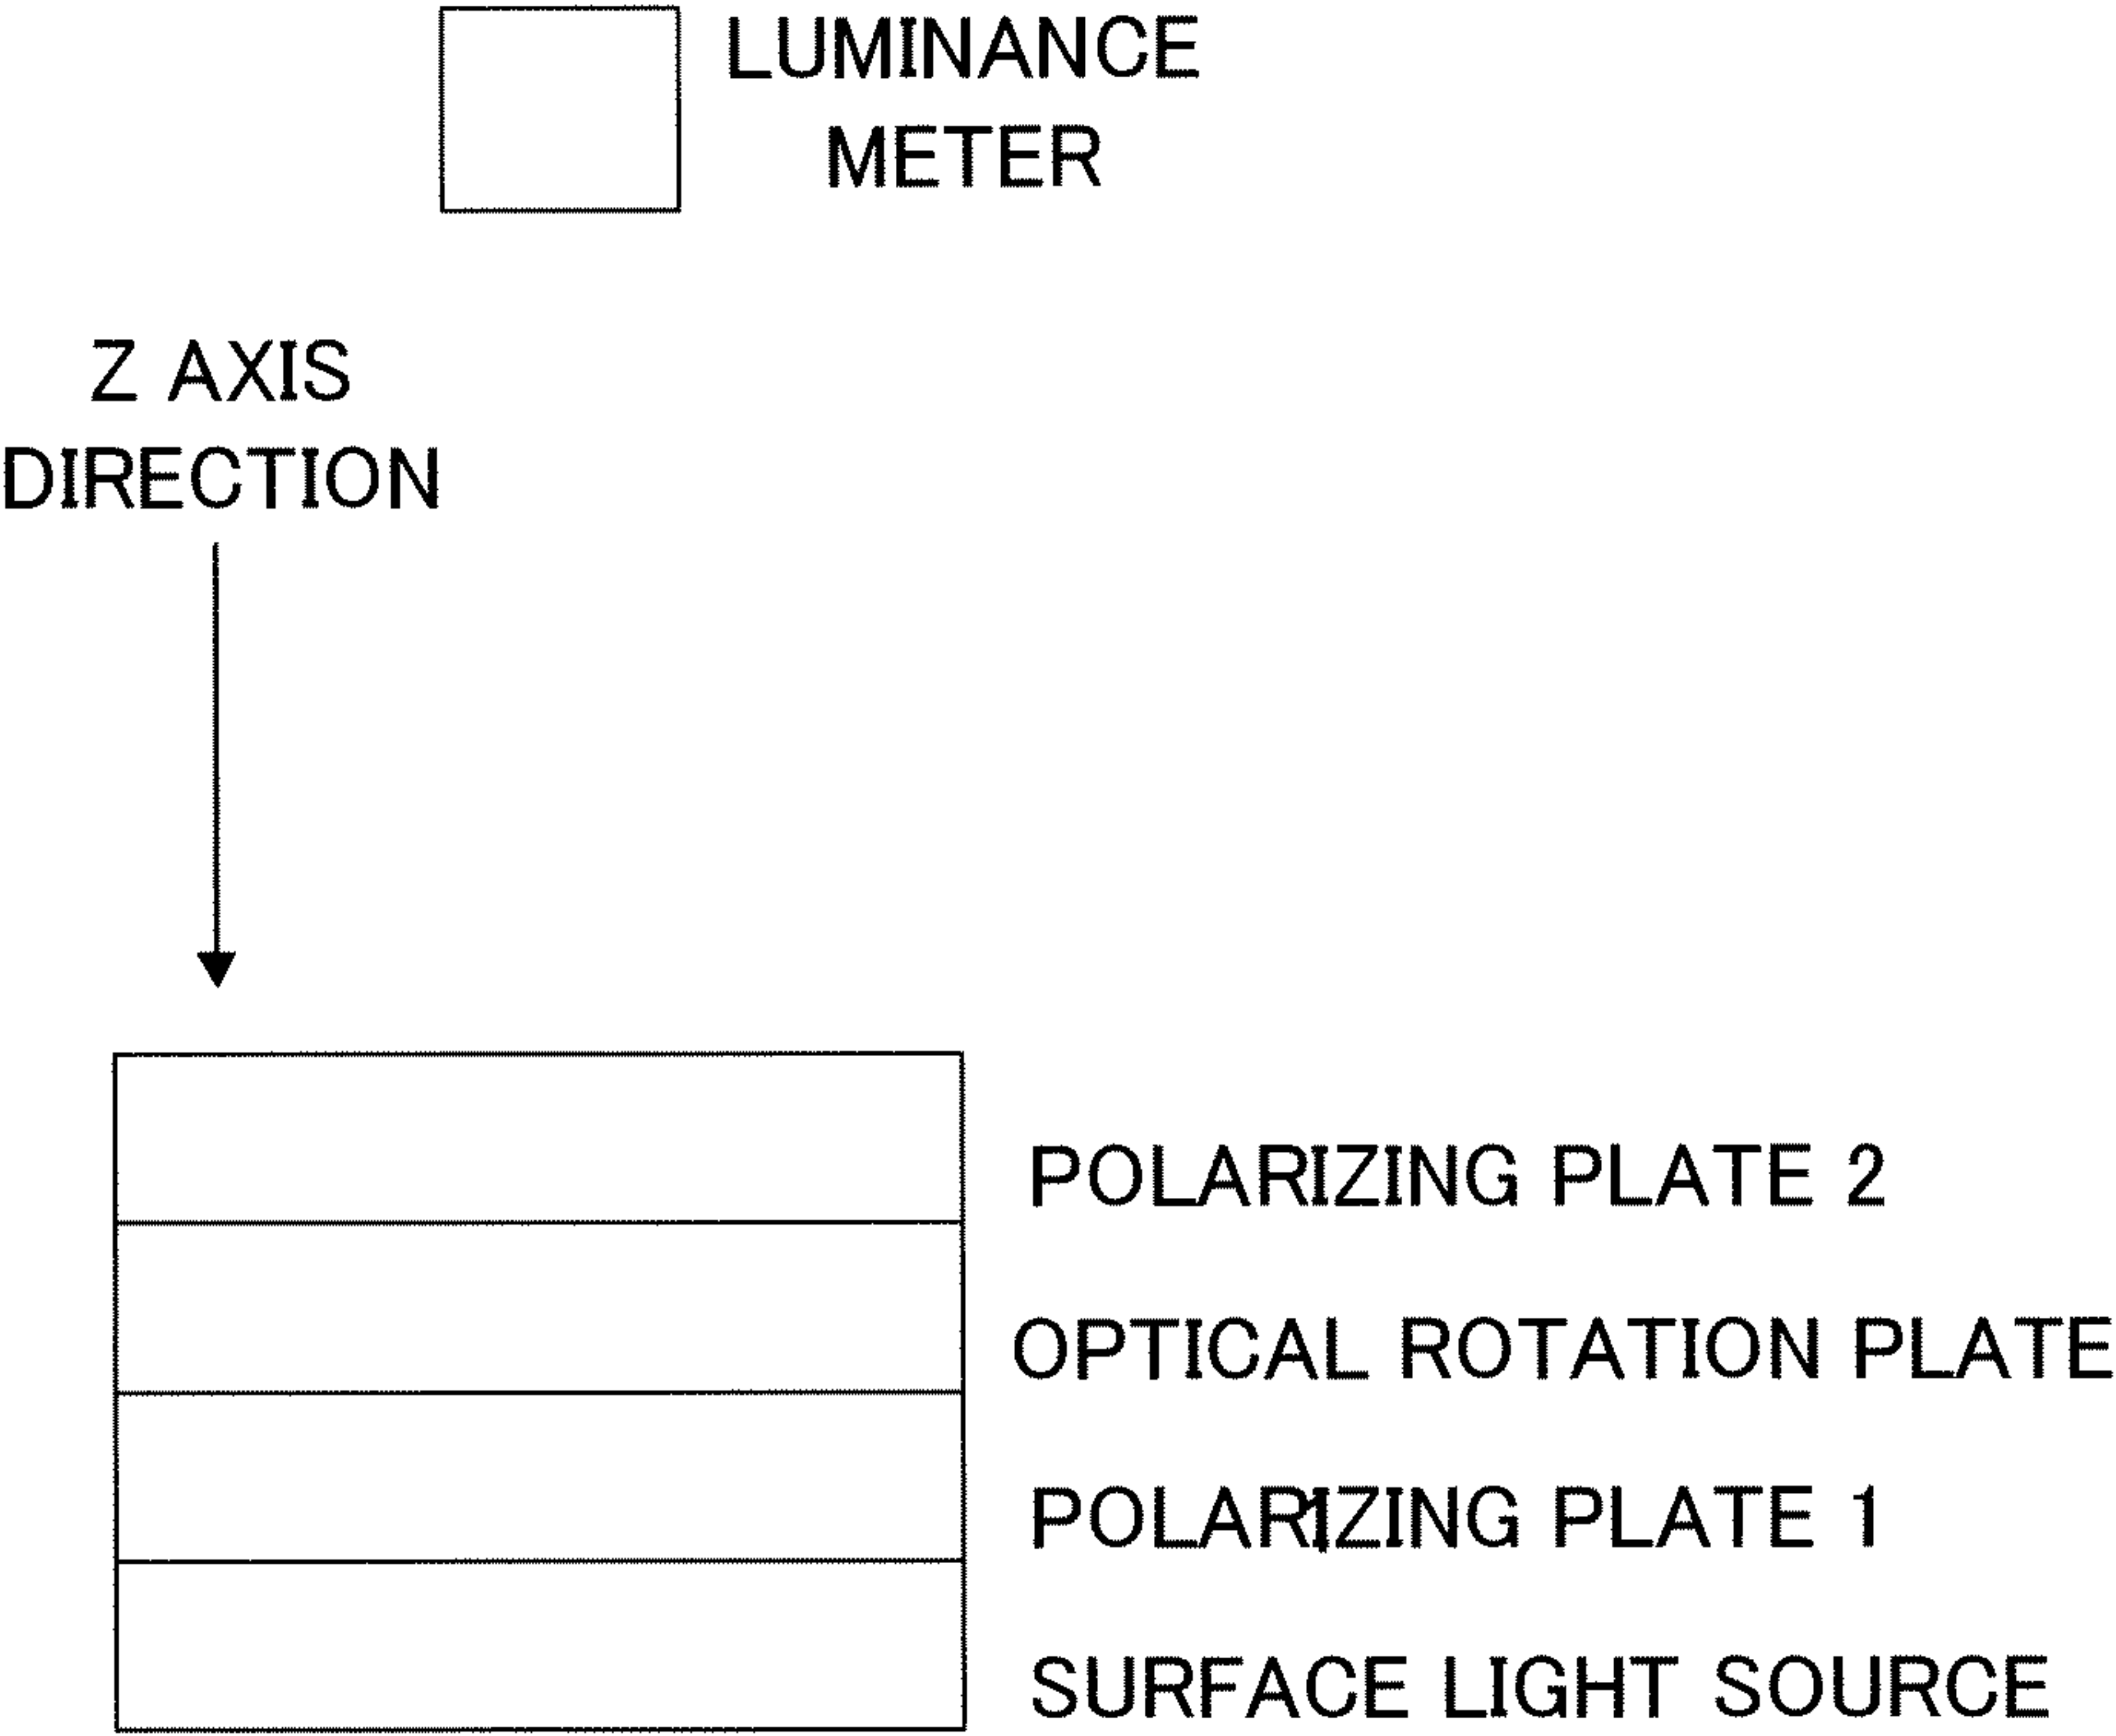 LUMINANCE
METER
Z AXIS
DIRECTION
POLARIZING PLATE 2
OPTICAL ROTATION PLATE
POLARIZING PLATE 1
SURFACE LIGHT SOURCE